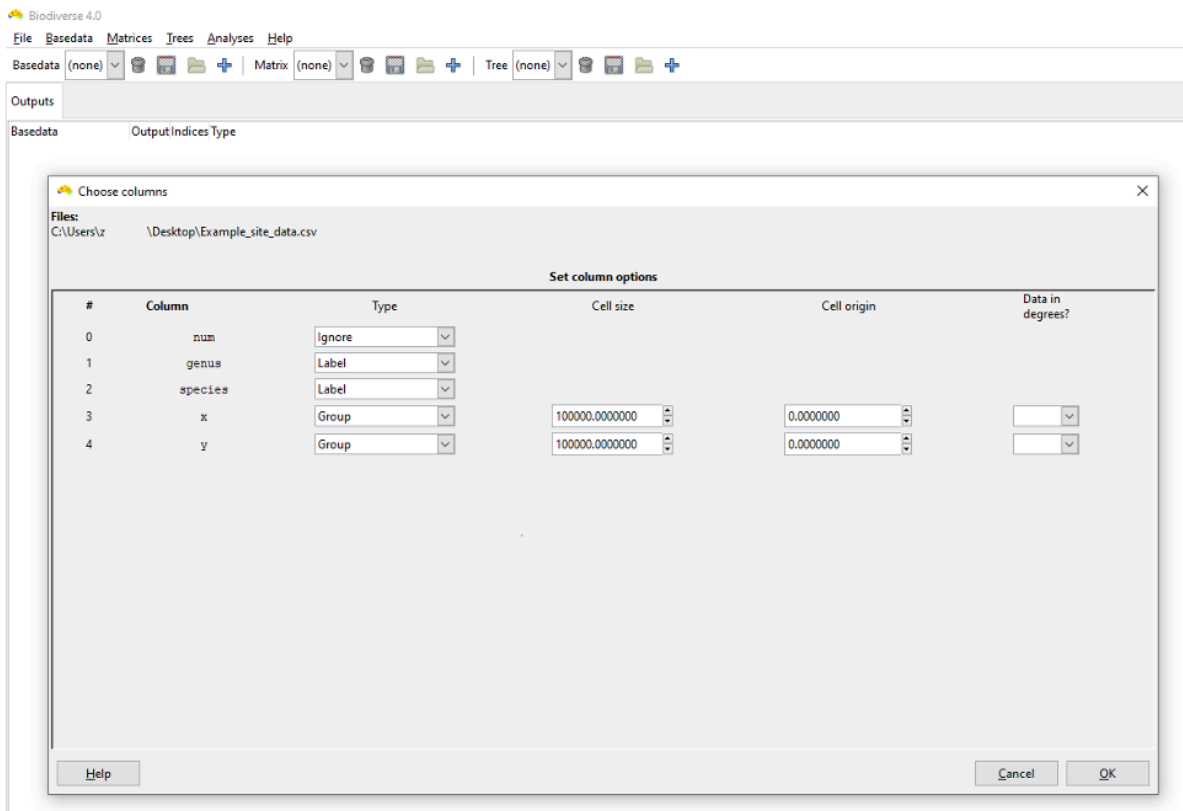 Biodiverse 4.0
File Basedata Matrices Trees Analyses Help
Basedata (none) Matrix (none) Tree (none)
Outputs
Basedata Output Indices Type
Choose columns
Files:
C:\Users\z \Desktop\Example_site_data.csv
Set column options
# Column Type Cell size Cell origin Data in degrees?
0 num Ignore
1 genus Label
2 species Label
3 x Group 100000.0000000 0.0000000
4 y Group 100000.0000000 0.0000000
Help Cancel OK